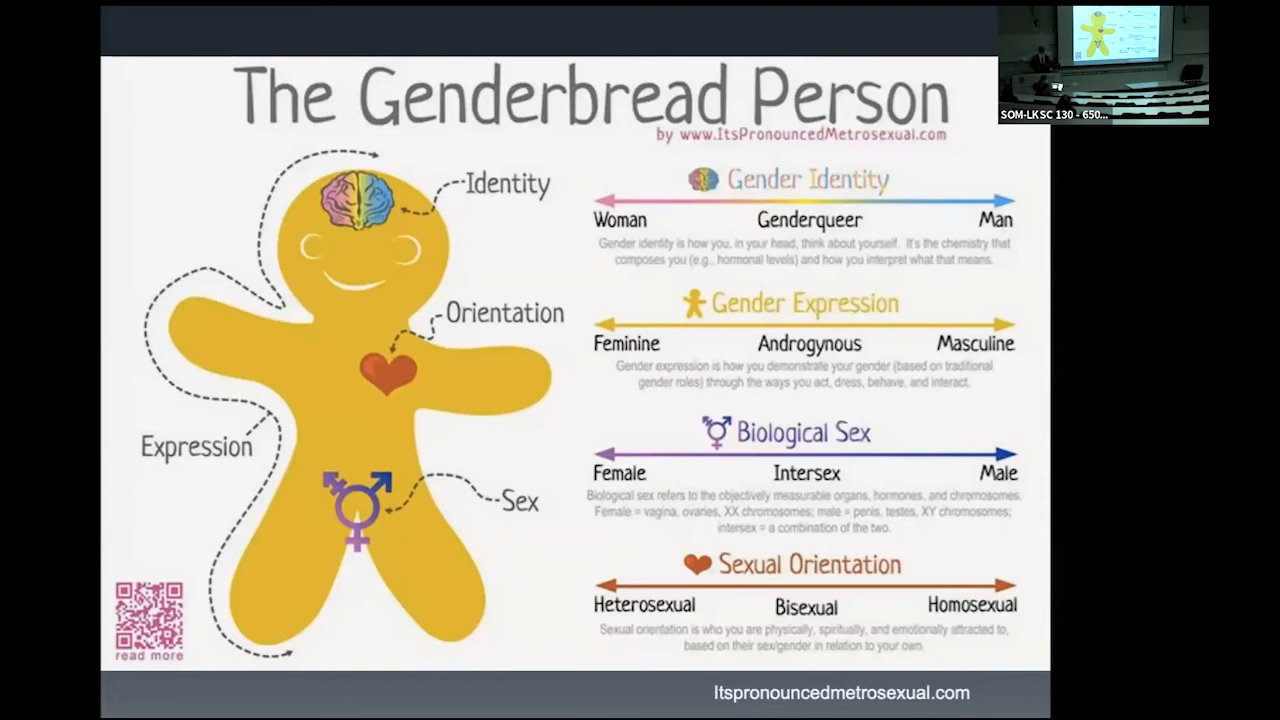 SOM-LKSC 130 - 650...
The Genderbread Person
by www.ItsPronouncedMetrosexual.com
Identity
Orientation
Expression
Sex
read more
Gender Identity
Woman Genderqueer Man
Gender identity is how you, in your head, think about yourself. It's the chemistry that
composes you (e.g., hormonal levels) and how you interpret what that means.
Gender Expression
Feminine Androgynous Masculine
Gender expression is how you demonstrate your gender (based on traditional
gender roles) through the ways you act, dress, behave, and interact.
Biological Sex
Female Intersex Male
Biological sex refers to the objectively measurable organs, hormones, and chromosomes.
Female = vagina, ovaries, XX chromosomes; male = penis, testes, XY chromosomes;
intersex = a combination of the two.
Sexual Orientation
Heterosexual Bisexual Homosexual
Sexual orientation is who you are physically, spiritually, and emotionally attracted to,
based on their sex/gender in relation to your own.
Itspronouncedmetrosexual.com